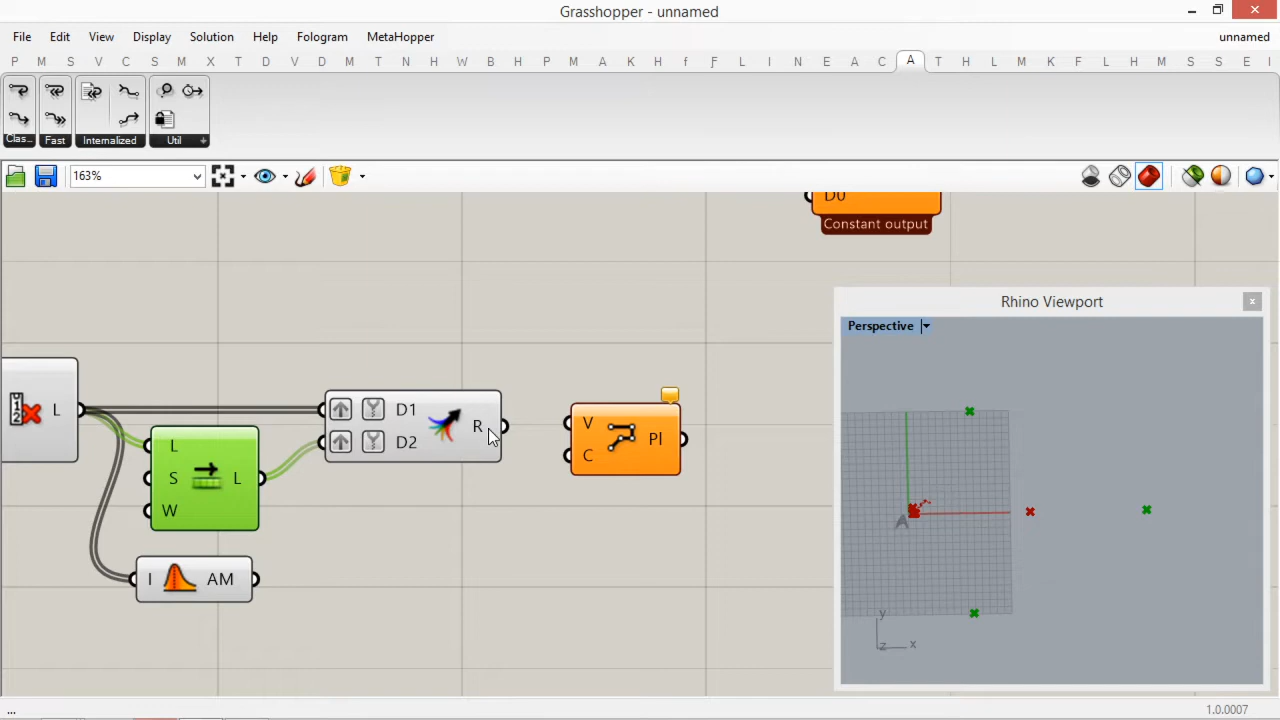 Grasshopper - unnamed
File Edit View Display Solution Help Fologram MetaHopper unnamed
P M S V C S M X T D V D M T K D H W B H P M A K H f F L N E A C A T H L M H M S S E I
Clas... Fast Internalized Util
163%
D0
Constant output
L
L
S L
W
I AM
D1
R
D2
V
Pl
C
Rhino Viewport
Perspective
A
y
z x
... 1.0.0007